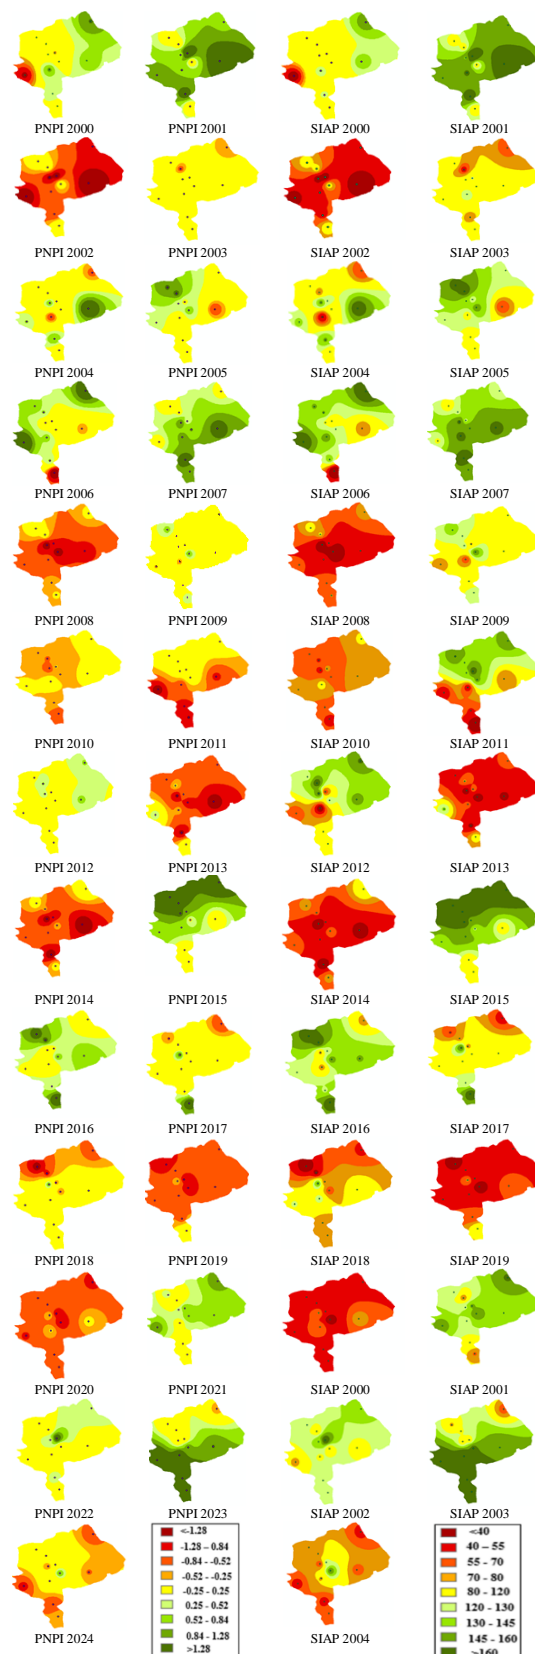 PNPI 2000 PNPI 2001 SIAP 2000 SIAP 2001
PNPI 2002 PNPI 2003 SIAP 2002 SIAP 2003
PNPI 2004 PNPI 2005 SIAP 2004 SIAP 2005
PNPI 2006 PNPI 2007 SIAP 2006 SIAP 2007
PNPI 2008 PNPI 2009 SIAP 2008 SIAP 2009
PNPI 2010 PNPI 2011 SIAP 2010 SIAP 2011
PNPI 2012 PNPI 2013 SIAP 2012 SIAP 2013
PNPI 2014 PNPI 2015 SIAP 2014 SIAP 2015
PNPI 2016 PNPI 2017 SIAP 2016 SIAP 2017
PNPI 2018 PNPI 2019 SIAP 2018 SIAP 2019
PNPI 2020 PNPI 2021 SIAP 2000 SIAP 2001
PNPI 2022 PNPI 2023 SIAP 2002 SIAP 2003
<-1.28
-1.28 – 0.84
-0.84 - -0.52
-0.52 - -0.25
-0.25 - 0.25
0.25 - 0.52
0.52 - 0.84
0.84 - 1.28
>1.28
<40
40 – 55
55 - 70
70 - 80
80 - 120
120 - 130
130 - 145
145 - 160
>160
PNPI 2024 SIAP 2004